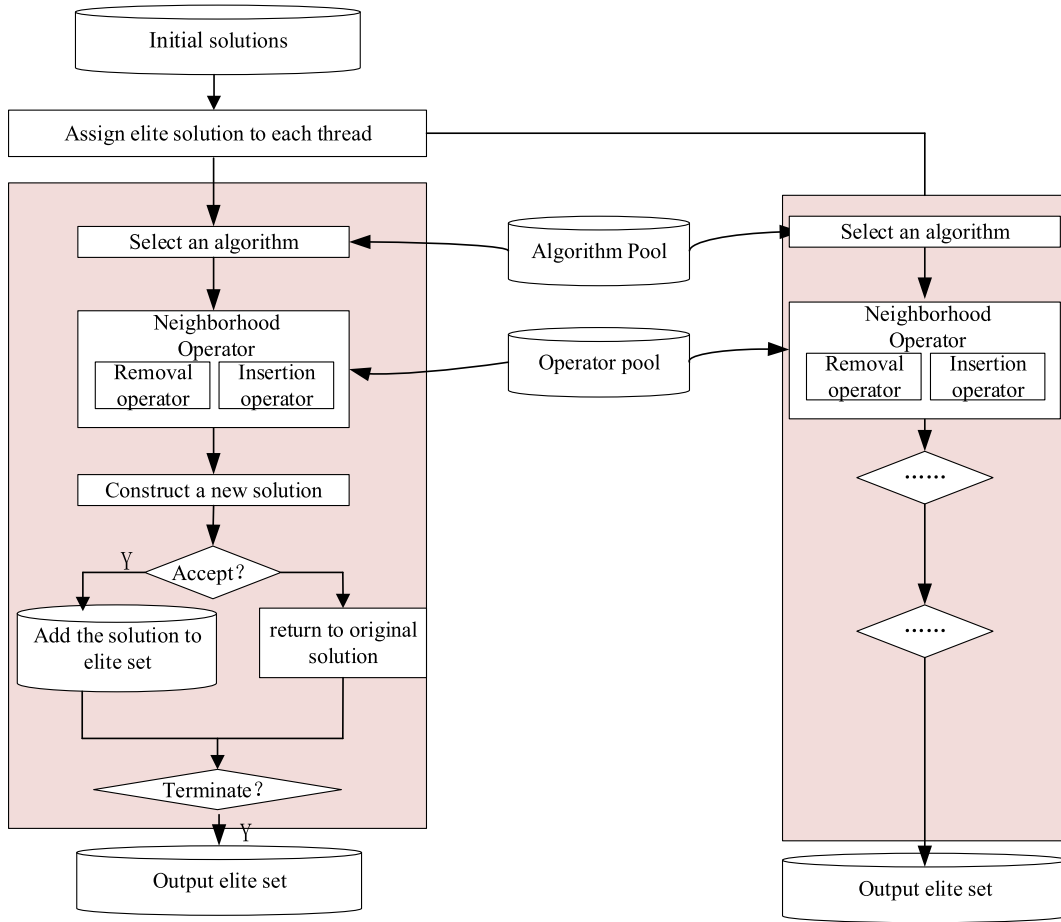 Initial solutions
Assign elite solution to each thread
Select an algorithm
Neighborhood
Operator
Removal
operator
Insertion
operator
Construct a new solution
Accept?
Y
Add the solution to
elite set
return to original
solution
Terminate?
Y
Output elite set
Algorithm Pool
Operator pool
Select an algorithm
Neighborhood
Operator
Removal
operator
Insertion
operator
······
······
Output elite set